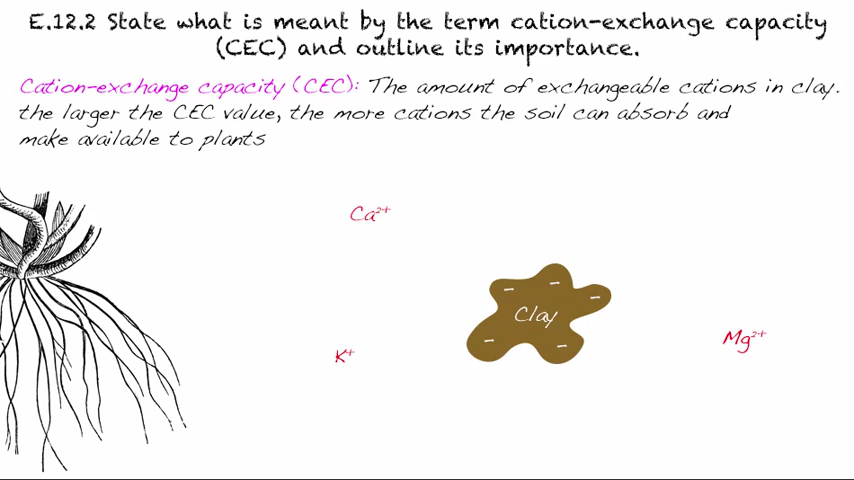 E.12.2 State what is meant by the term cation-exchange capacity
(CEC) and outline its importance.
Cation-exchange capacity (CEC): The amount of exchangeable cations in clay.
the larger the CEC value, the more cations the soil can absorb and
make available to plants
Ca²⁺
− − −
Clay
− −
Mg²⁺
K⁺